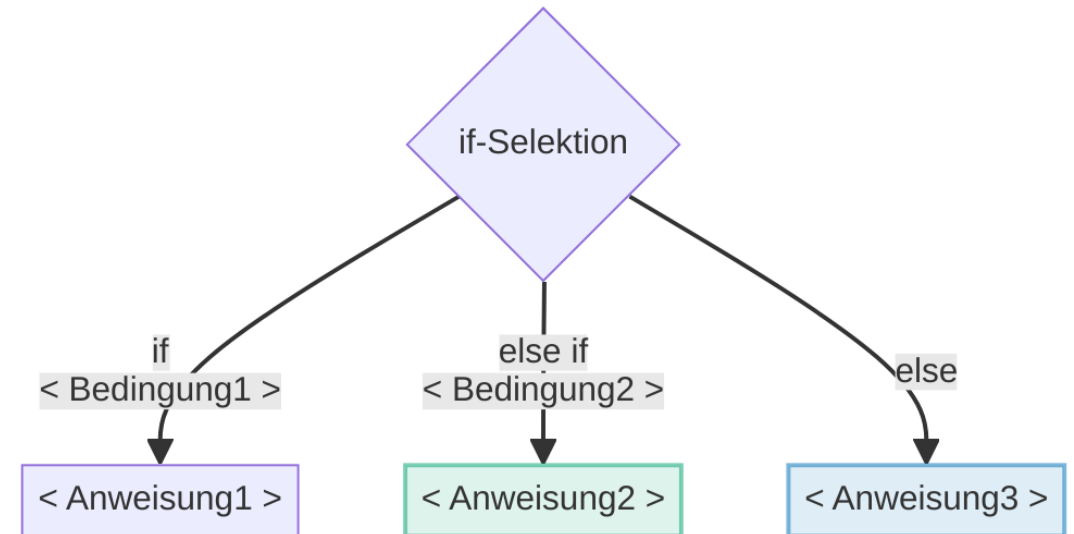 if-Selektion
if
< Bedingung1 >
else if
< Bedingung2 >
else
< Anweisung1 >
< Anweisung2 >
< Anweisung3 >